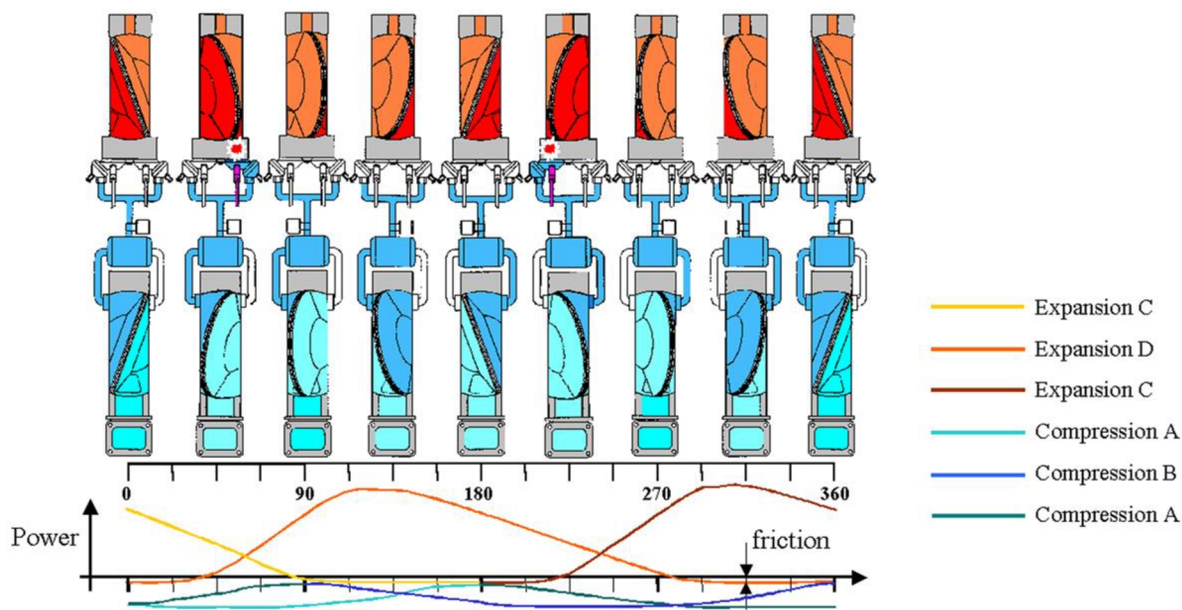 Expansion C
Expansion D
Expansion C
Compression A
Compression B
Compression A
0 90 180 270 360
Power
friction